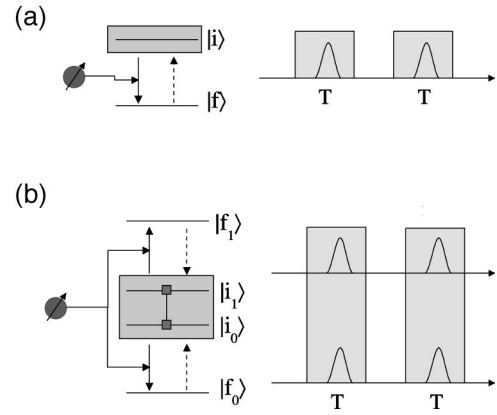 (a)
|i⟩
|f⟩
T T
(b)
|f₁⟩
|i₁⟩
|i₀⟩
|f₀⟩
T T